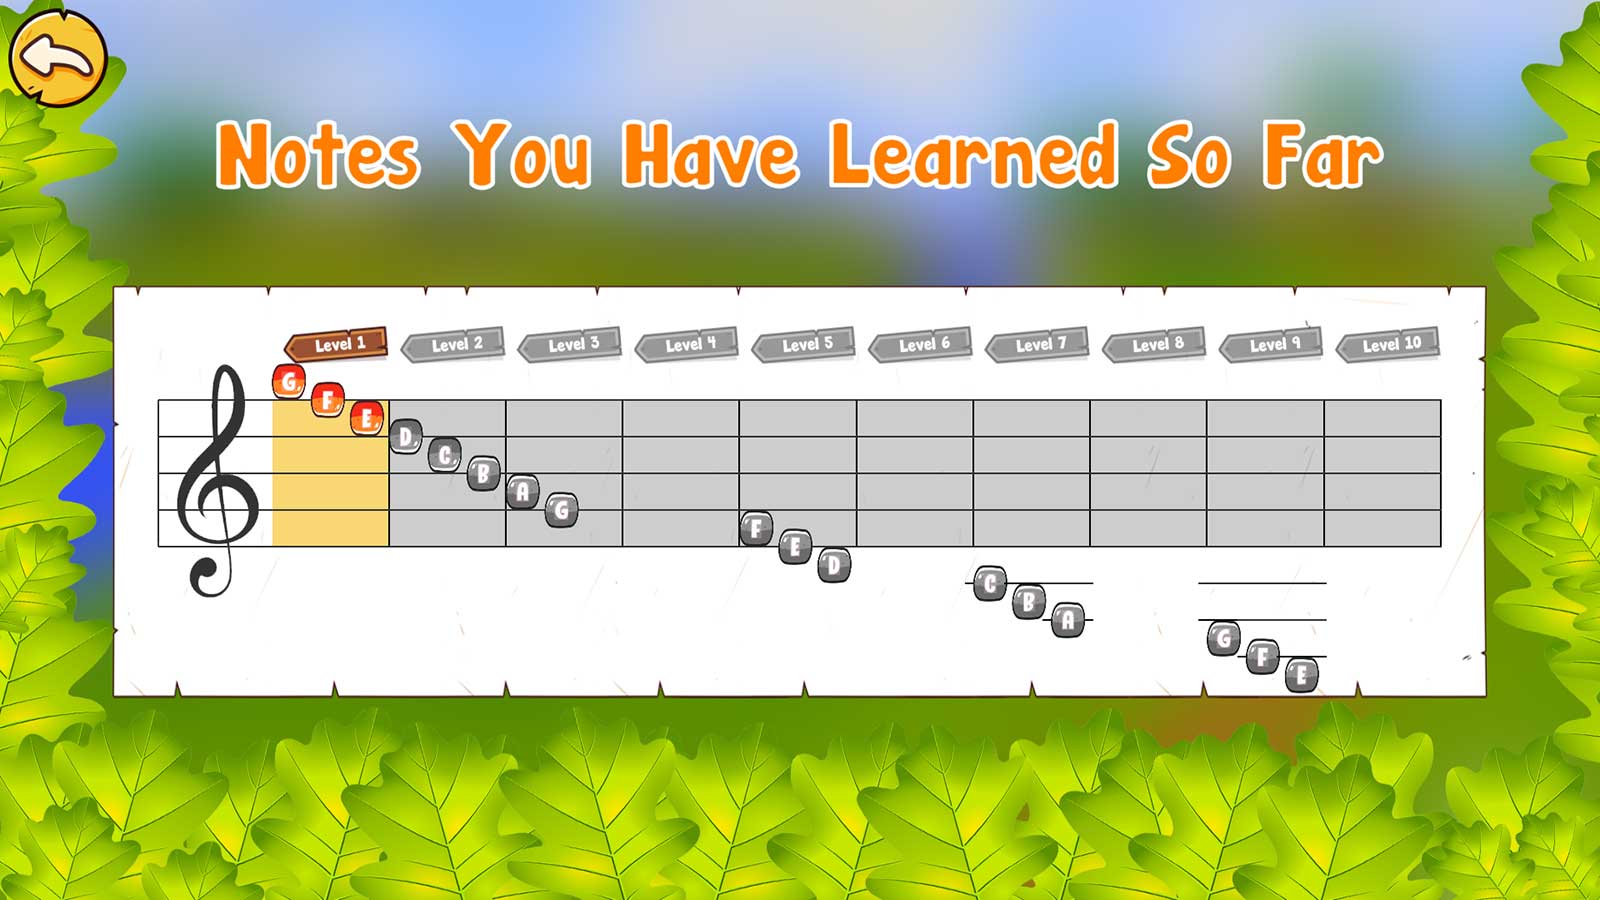 Notes You Have Learned So Far
Level 1 Level 2 Level 3 Level 4 Level 5 Level 6 Level 7 Level 8 Level 9 Level 10
G F E D C B A G F E D C B A G F E